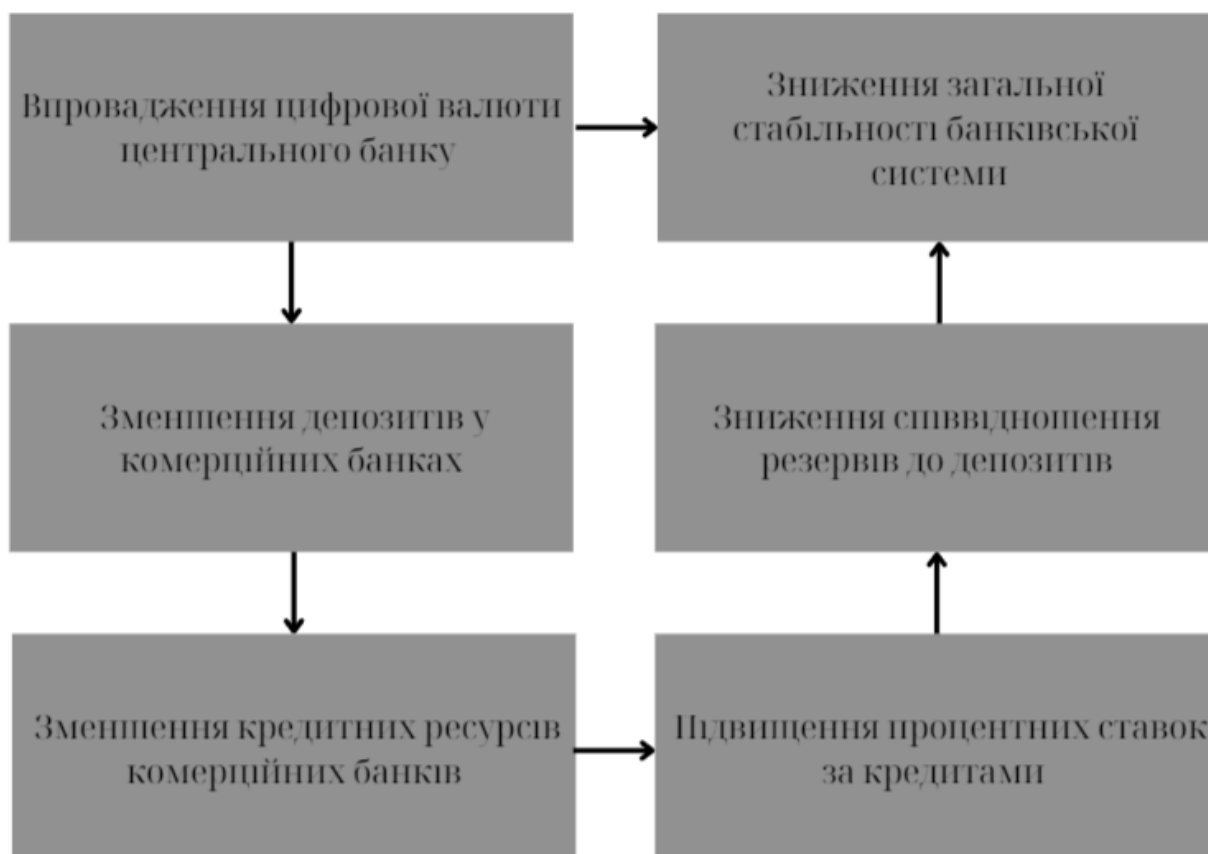 Впровадження цифрової валюти
центрального банку
Зниження загальної
стабільності банківської
системи
Зменшення депозитів у
комерційних банках
Зниження співвідношення
резервів до депозитів
Зменшення кредитних ресурсів
комерційних банків
Підвищення процентних ставок
за кредитами